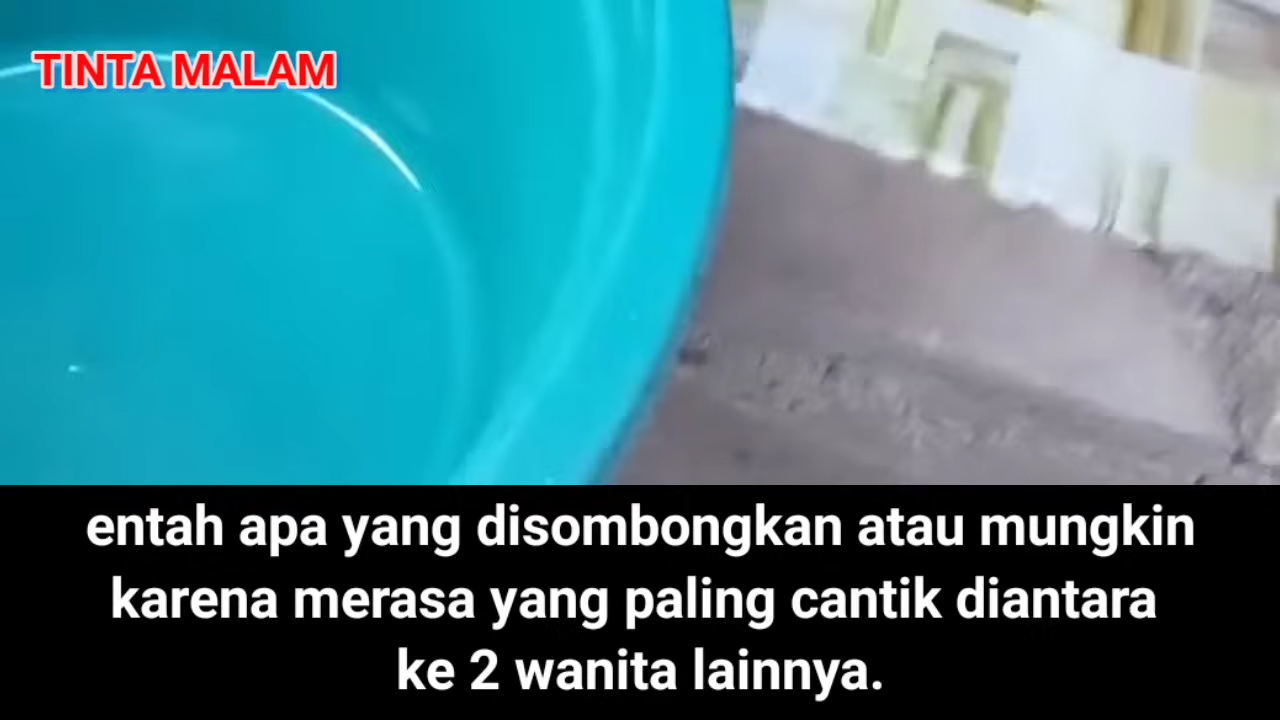 TINTA MALAM
entah apa yang disombongkan atau mungkin
karena merasa yang paling cantik diantara
ke 2 wanita lainnya.